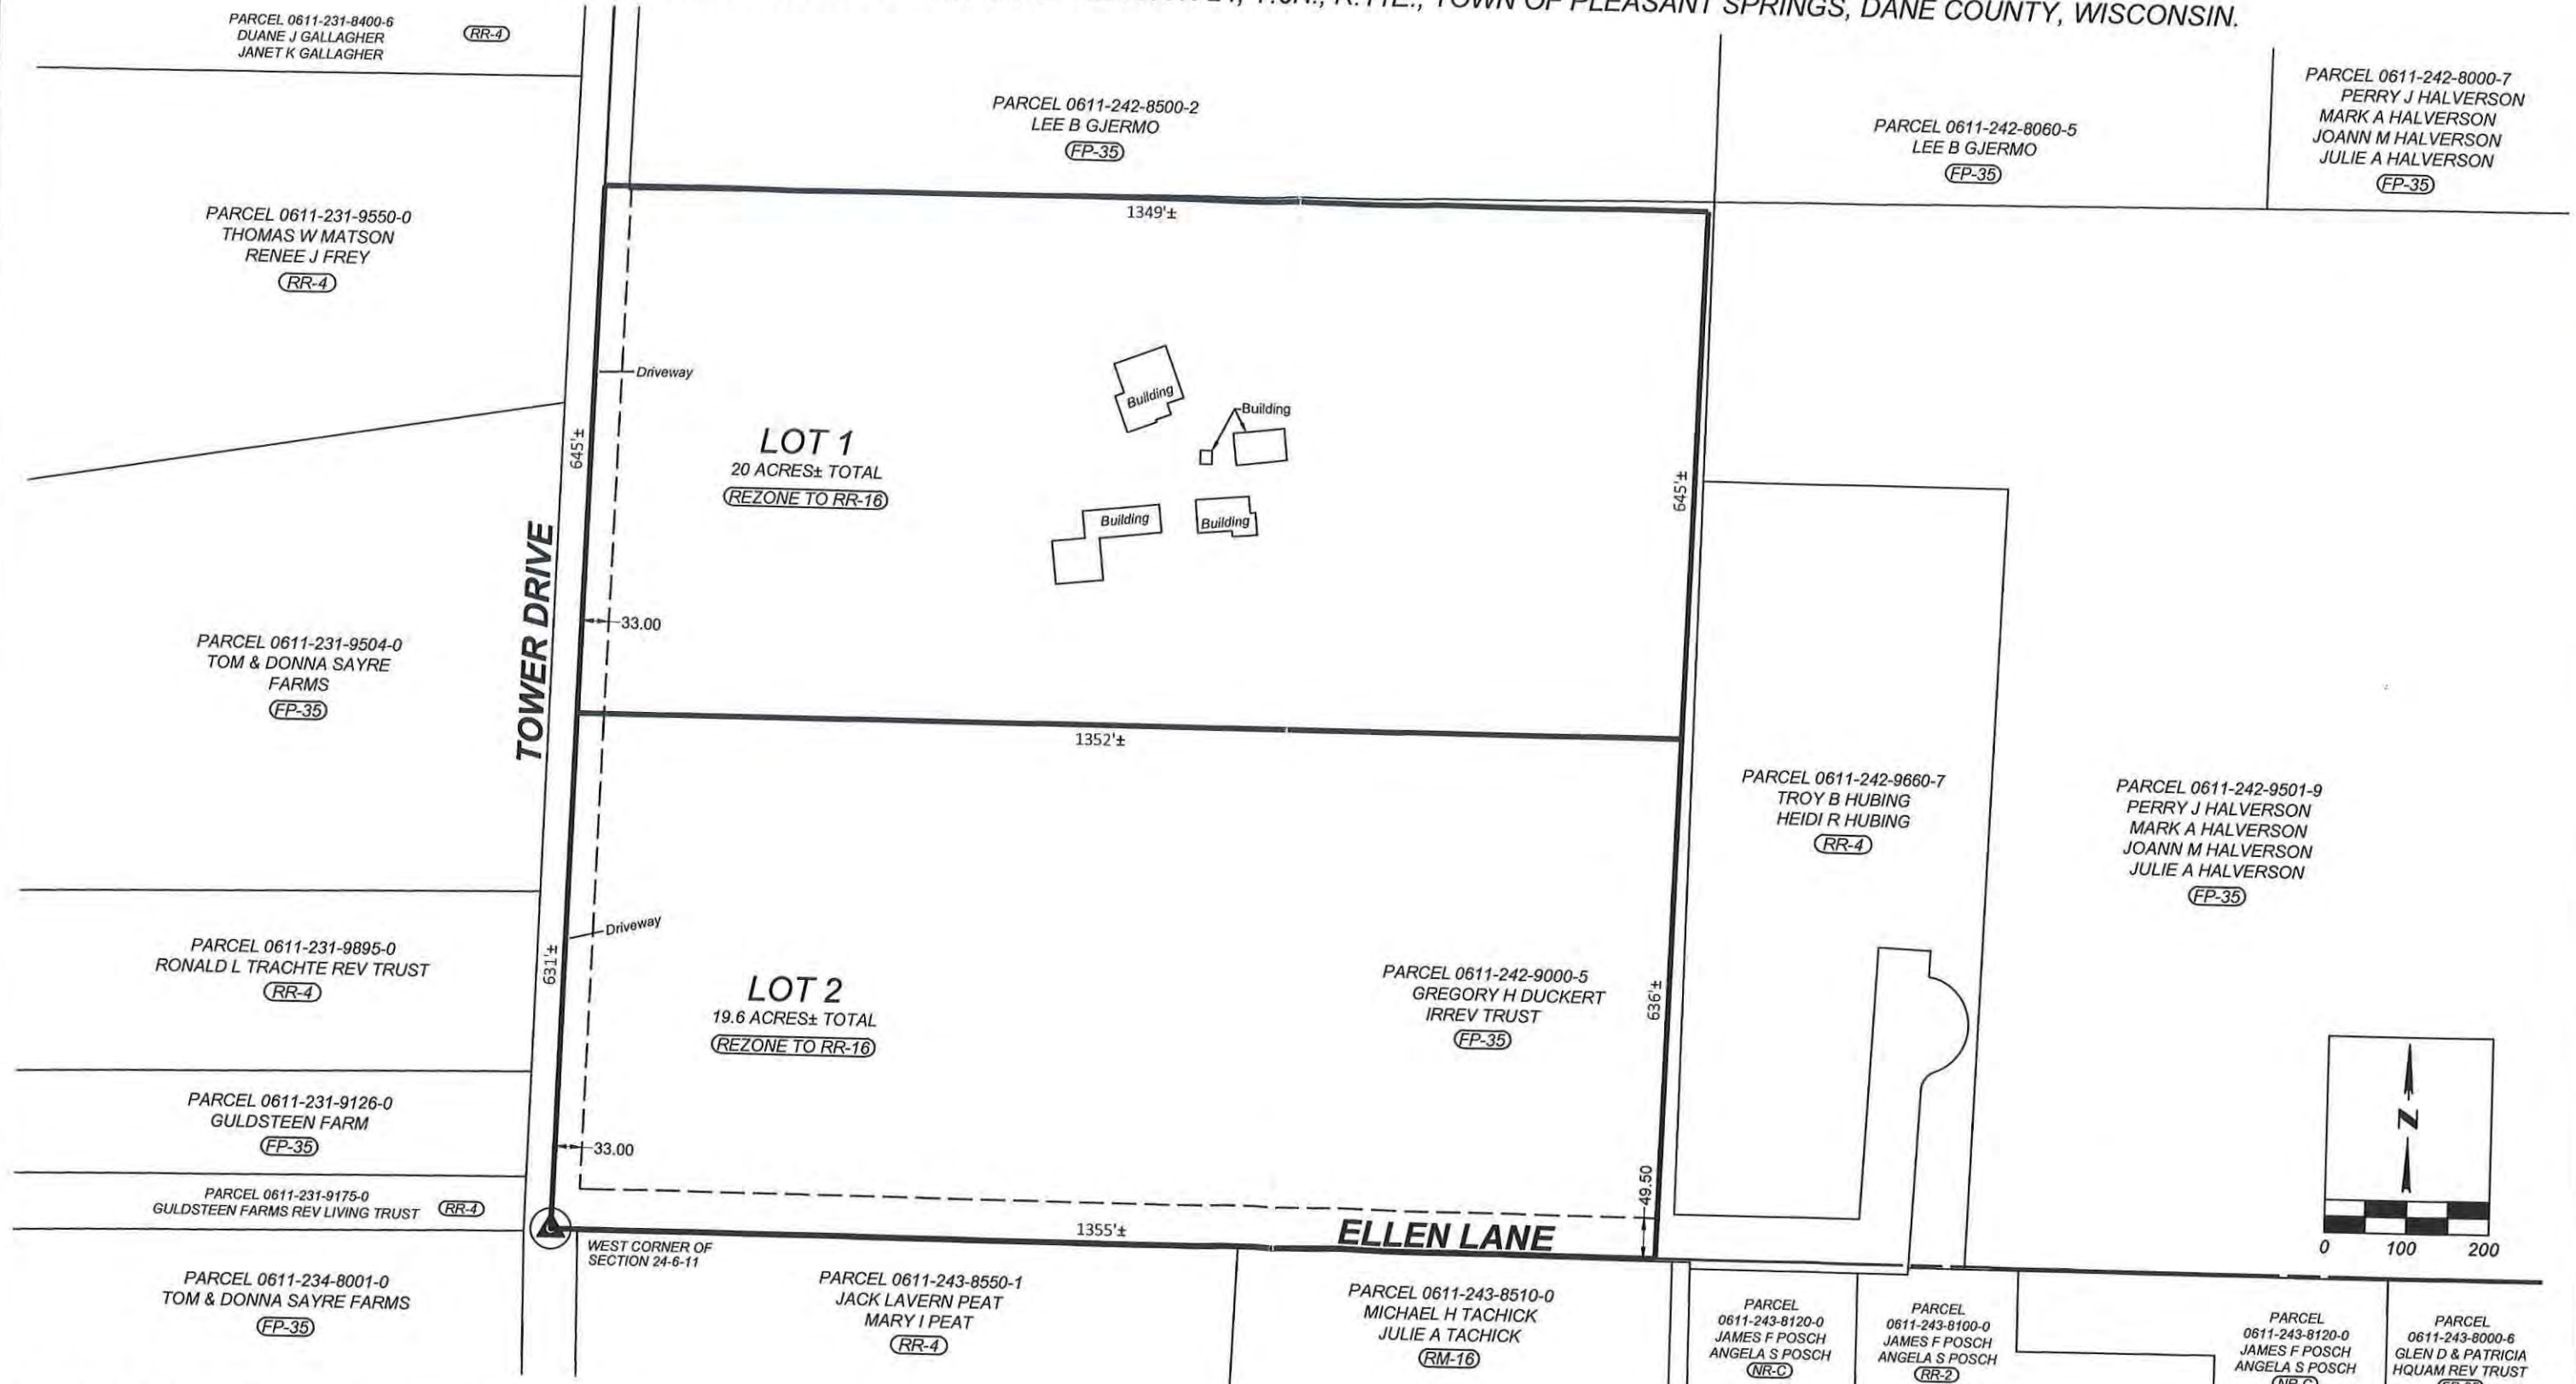 TOWN OF PLEASANT SPRINGS, DANE COUNTY, WISCONSIN.
PARCEL 0611-231-8400-6
DUANE J GALLAGHER
JANET K GALLAGHER
RR-4
PARCEL 0611-242-8500-2
LEE B GJERMO
FP-35
PARCEL 0611-242-8060-5
LEE B GJERMO
FP-35
PARCEL 0611-242-8000-7
PERRY J HALVERSON
MARK A HALVERSON
JOANN M HALVERSON
JULIE A HALVERSON
FP-35
PARCEL 0611-231-9550-0
THOMAS W MATSON
RENEE J FREY
RR-4
1349'±
Driveway
645'±
LOT 1
20 ACRES± TOTAL
REZONE TO RR-16
Building
Building
Building
Building
645'±
TOWER DRIVE
33.00
PARCEL 0611-231-9504-0
TOM & DONNA SAYRE
FARMS
FP-35
1352'±
PARCEL 0611-242-9660-7
TROY B HUBING
HEIDI R HUBING
RR-4
PARCEL 0611-242-9501-9
PERRY J HALVERSON
MARK A HALVERSON
JOANN M HALVERSON
JULIE A HALVERSON
FP-35
PARCEL 0611-231-9895-0
RONALD L TRACHTE REV TRUST
RR-4
631'±
Driveway
LOT 2
19.6 ACRES± TOTAL
REZONE TO RR-16
PARCEL 0611-242-9000-5
GREGORY H DUCKERT
IRREV TRUST
FP-35
636'±
PARCEL 0611-231-9126-0
GULDSTEEN FARM
FP-35
33.00
49.50
N
0 100 200
PARCEL 0611-231-9175-0
GULDSTEEN FARMS REV LIVING TRUST
RR-4
1355'±
ELLEN LANE
WEST CORNER OF
SECTION 24-6-11
PARCEL 0611-234-8001-0
TOM & DONNA SAYRE FARMS
FP-35
PARCEL 0611-243-8550-1
JACK LAVERN PEAT
MARY I PEAT
RR-4
PARCEL 0611-243-8510-0
MICHAEL H TACHICK
JULIE A TACHICK
RM-16
PARCEL
0611-243-8120-0
JAMES F POSCH
ANGELA S POSCH
NR-C
PARCEL
0611-243-8100-0
JAMES F POSCH
ANGELA S POSCH
RR-2
PARCEL
0611-243-8120-0
JAMES F POSCH
ANGELA S POSCH
NR-C
PARCEL
0611-243-8000-6
GLEN D & PATRICIA
HQUAM REV TRUST